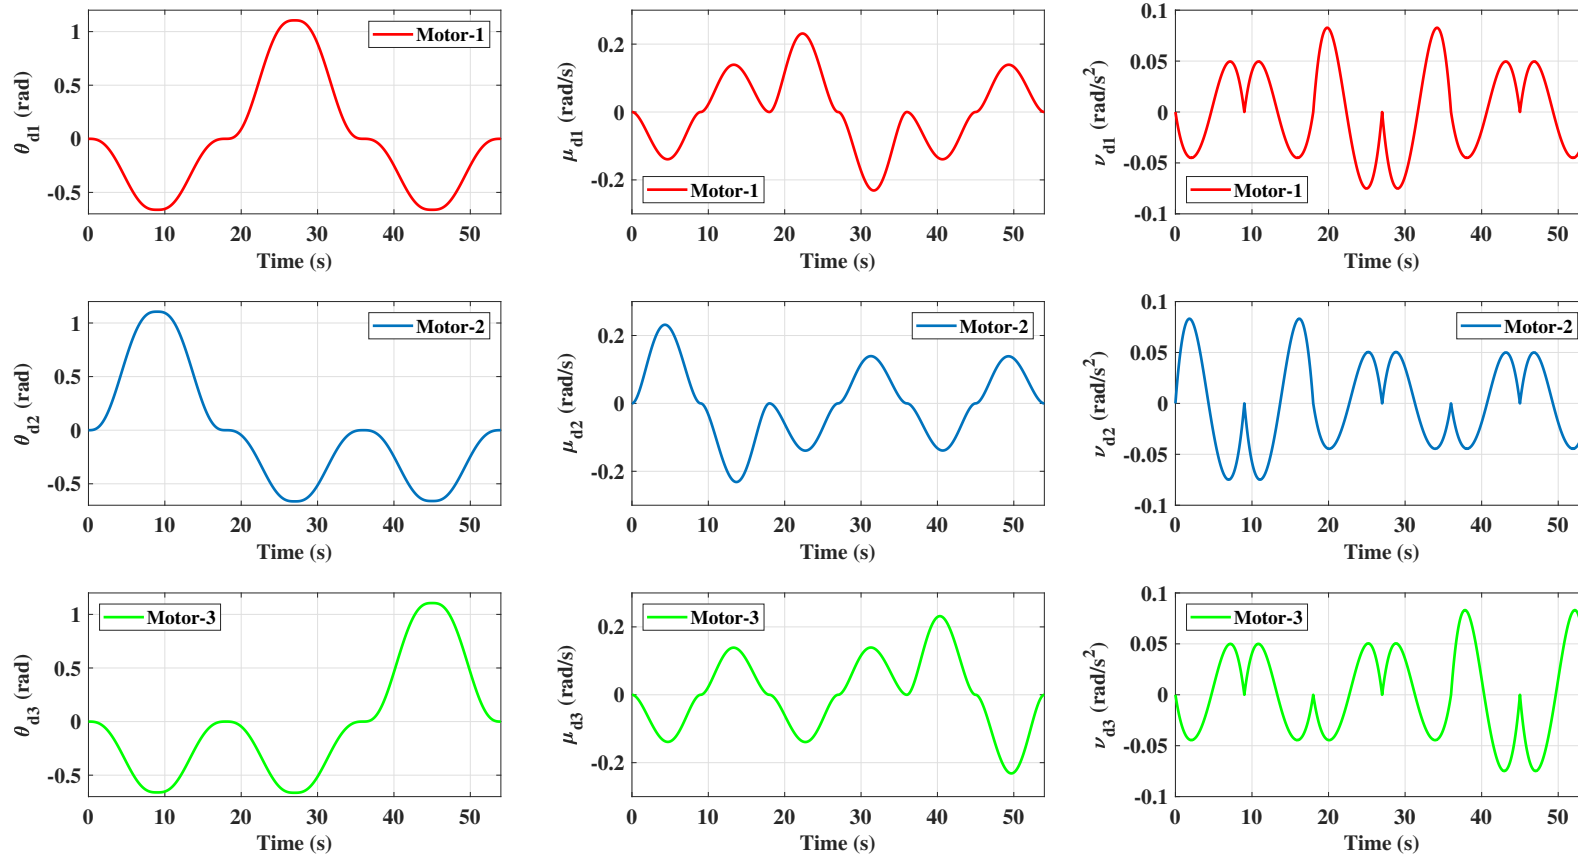 θd1 (rad)
1
0.5
0
-0.5
Motor-1
0 10 20 30 40 50
Time (s)
μd1 (rad/s)
0.2
0
-0.2
Motor-1
0 10 20 30 40 50
Time (s)
νd1 (rad/s²)
0.1
0.05
0
-0.05
-0.1
Motor-1
0 10 20 30 40 50
Time (s)
θd2 (rad)
1
0.5
0
-0.5
Motor-2
0 10 20 30 40 50
Time (s)
μd2 (rad/s)
0.2
0
-0.2
Motor-2
0 10 20 30 40 50
Time (s)
νd2 (rad/s²)
0.1
0.05
0
-0.05
-0.1
Motor-2
0 10 20 30 40 50
Time (s)
θd3 (rad)
1
0.5
0
-0.5
Motor-3
0 10 20 30 40 50
Time (s)
μd3 (rad/s)
0.2
0
-0.2
Motor-3
0 10 20 30 40 50
Time (s)
νd3 (rad/s²)
0.1
0.05
0
-0.05
-0.1
Motor-3
0 10 20 30 40 50
Time (s)